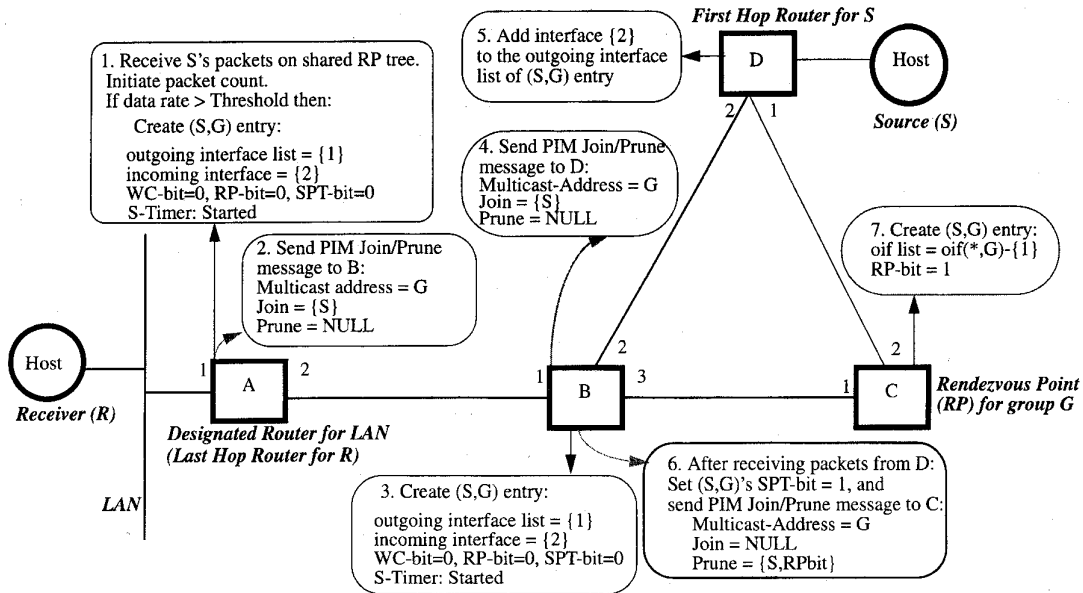 First Hop Router for S
5. Add interface {2}
to the outgoing interface
list of (S,G) entry
D
Host
Source (S)
2
1
1. Receive S's packets on shared RP tree.
Initiate packet count.
If data rate > Threshold then:
Create (S,G) entry:
outgoing interface list = {1}
incoming interface = {2}
WC-bit=0, RP-bit=0, SPT-bit=0
S-Timer: Started
4. Send PIM Join/Prune
message to D:
Multicast-Address = G
Join = {S}
Prune = NULL
2. Send PIM Join/Prune
message to B:
Multicast address = G
Join = {S}
Prune = NULL
7. Create (S,G) entry:
oif list = oif(*,G)-{1}
RP-bit = 1
Host
Receiver (R)
1
A
2
1
B
2
3
1
C
2
Designated Router for LAN
(Last Hop Router for R)
Rendezvous Point
(RP) for group G
LAN
3. Create (S,G) entry:
outgoing interface list = {1}
incoming interface = {2}
WC-bit=0, RP-bit=0, SPT-bit=0
S-Timer: Started
6. After receiving packets from D:
Set (S,G)'s SPT-bit = 1, and
send PIM Join/Prune message to C:
Multicast-Address = G
Join = NULL
Prune = {S,RPbit}